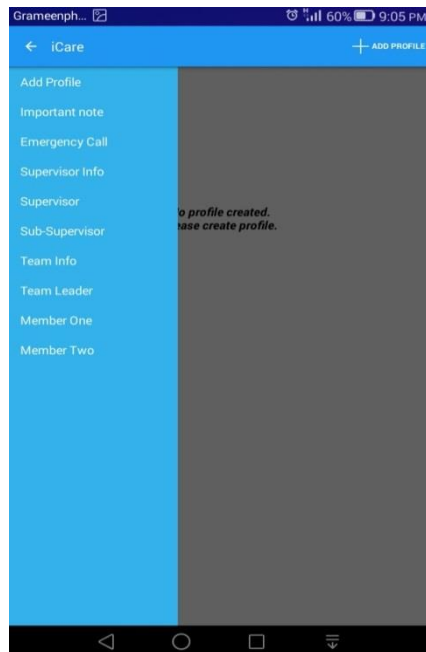 Grameenph... 60% 9:05 PM
iCare ADD PROFILE
Add Profile
Important note
Emergency Call
Supervisor Info
Supervisor
o profile created.
ease create profile.
Sub-Supervisor
Team Info
Team Leader
Member One
Member Two